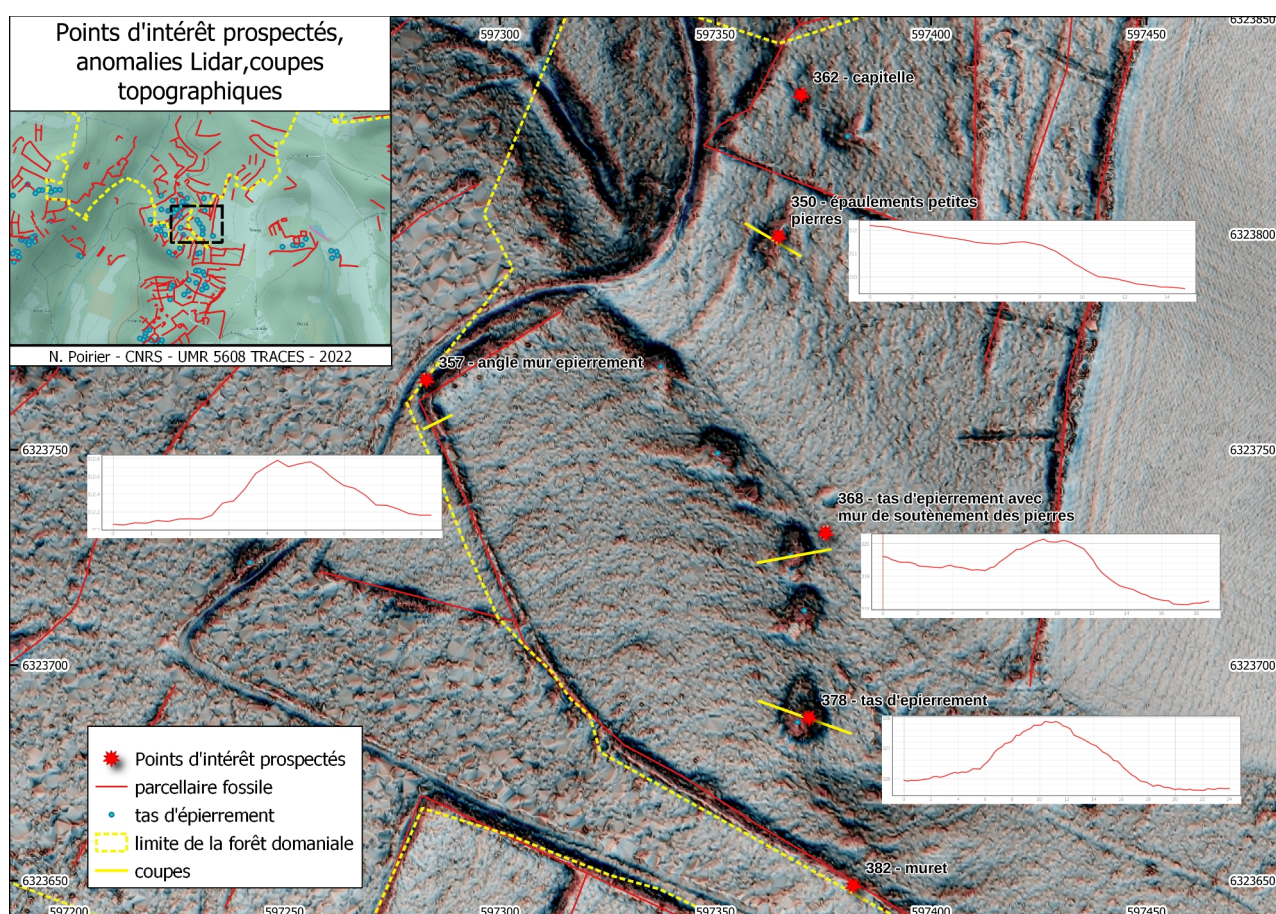 Points d'intérêt prospectés,
anomalies Lidar,coupes
topographiques
N. Poirier - CNRS - UMR 5608 TRACES - 2022
597300
597350
597400
597450
6323850
362 - capitelle
350 - épaulements petites
pierres
6323800
357 - angle mur epierrement
6323750
6323750
368 - tas d'epierrement avec
mur de soutènement des pierres
6323700
6323700
378 - tas d'epierrement
Points d'intérêt prospectés
parcellaire fossile
tas d'épierrement
limite de la forêt domaniale
coupes
382 - muret
6323650
6323650
597200
597250
597300
597350
597400
597450